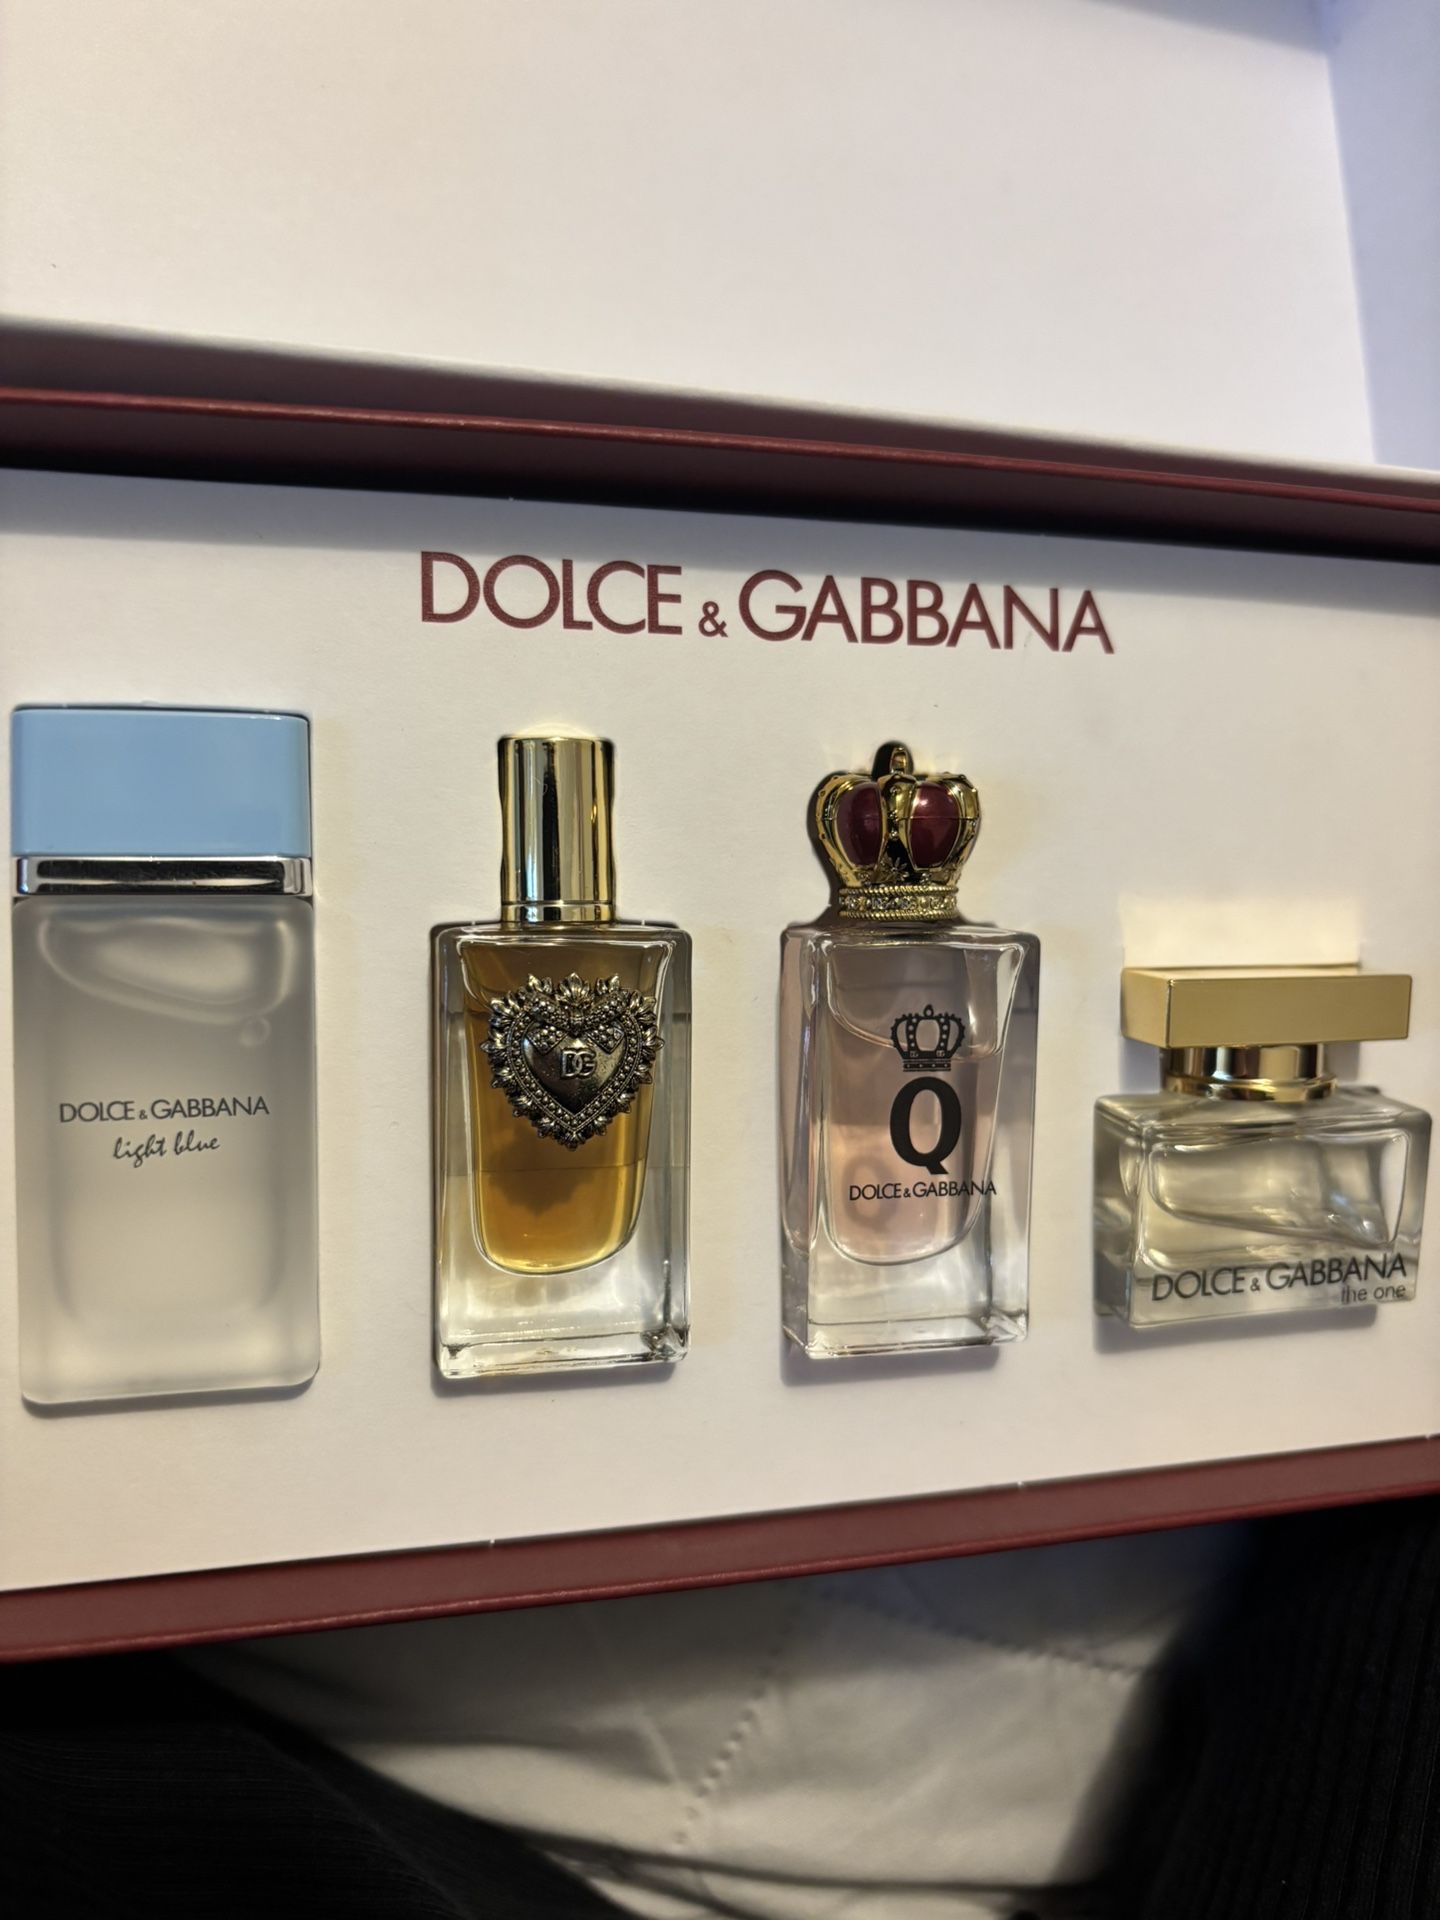 DOLCE & GABBANA
DOLCE & GABBANA
light blue
DG
Q
DOLCE & GABBANA
DOLCE & GABBANA
the one